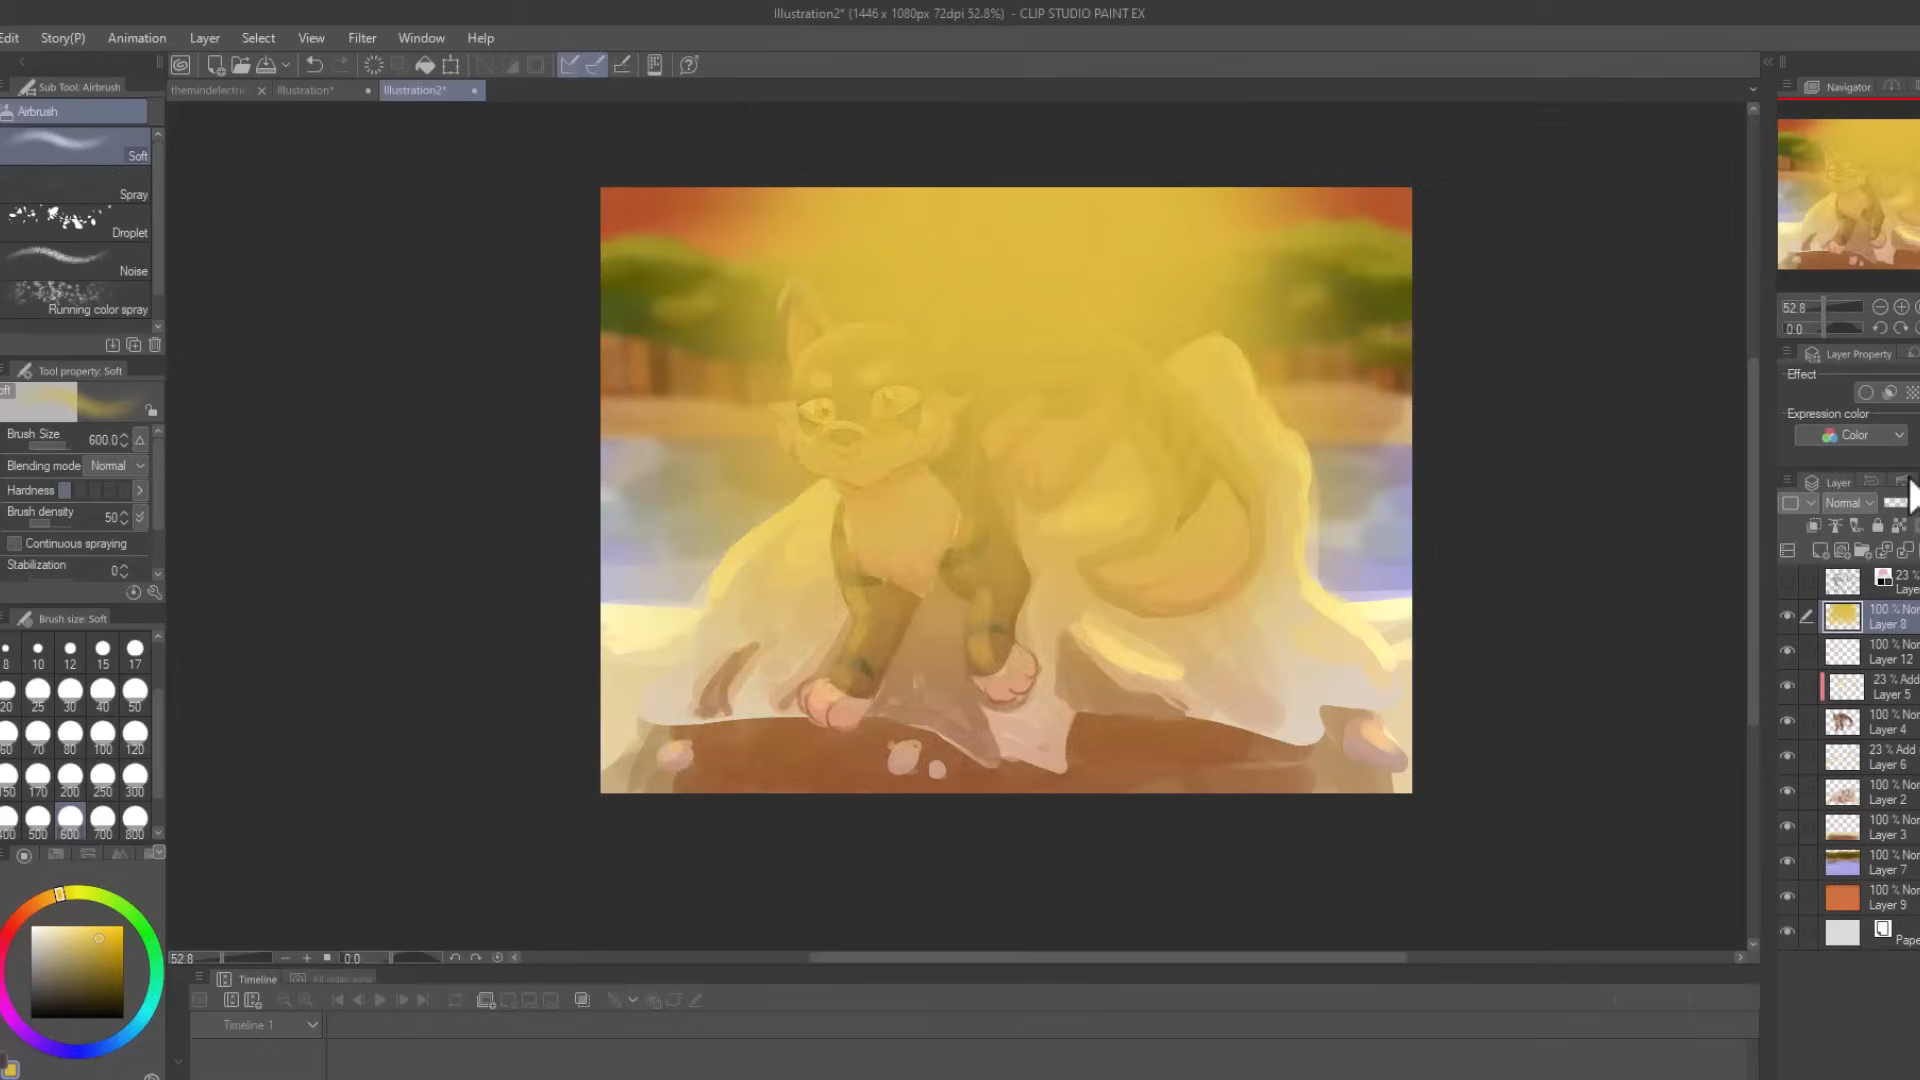 Illustration2* (1446 x 1080px 72dpi 52.8%) - CLIP STUDIO PAINT EX
Edit Story(P) Animation Layer Select View Filter Window Help
Sub Tool: Airbrush
themindelectric Illustration* Illustration2*
Navigator
Airbrush
Soft
Spray
Droplet
Noise
Running color spray
52.8
0.0
Tool property: Soft
Layer Property
Effect
Expression color
Color
Brush Size 600.0
Blending mode Normal
Hardness
Brush density 50
Continuous spraying
Stabilization 0
Layer
Normal
23 %
Laye
100 % Nor
Layer 8
100 % Nor
Layer 12
23 % Add
Layer 5
100 % Nor
Layer 4
23 % Add
Layer 6
100 % Nor
Layer 2
100 % Nor
Layer 3
100 % Nor
Layer 7
100 % Nor
Layer 9
Pape
Brush size: Soft
8 10 12 15 17
20 25 30 40 50
60 70 80 100 120
150 170 200 250 300
400 500 600 700 800
52.8 0.0
Timeline All sides view
Timeline 1